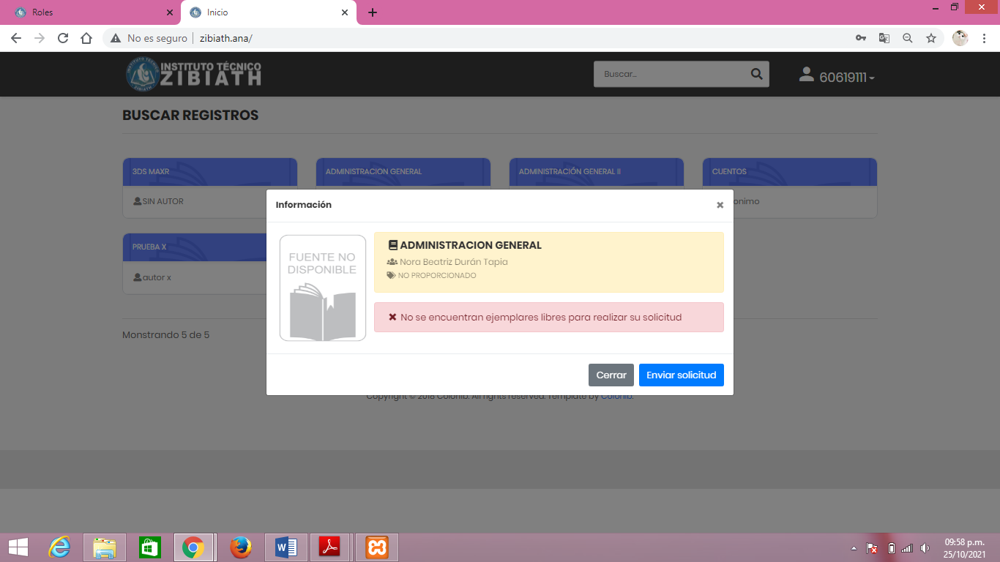 Roles
Inicio
No es seguro
zibiath.ana/
INSTITUTO TÉCNICO
ZIBIATH
Buscar...
60619111
BUSCAR REGISTROS
3DS MAXR
ADMINISTRACION GENERAL
ADMINISTRACIÓN GENERAL II
CUENTOS
SIN AUTOR
onimo
PRUEBA X
autor x
Información
×
FUENTE NO
DISPONIBLE
ADMINISTRACION GENERAL
Nora Beatriz Durán Tapia
NO PROPORCIONADO
No se encuentran ejemplares libres para realizar su solicitud
Cerrar
Enviar solicitud
Monstrando 5 de 5
Copyright © 2018 Colorlib. All rights reserved. Template by Colorlib.
09:58 p.m.
25/10/2021